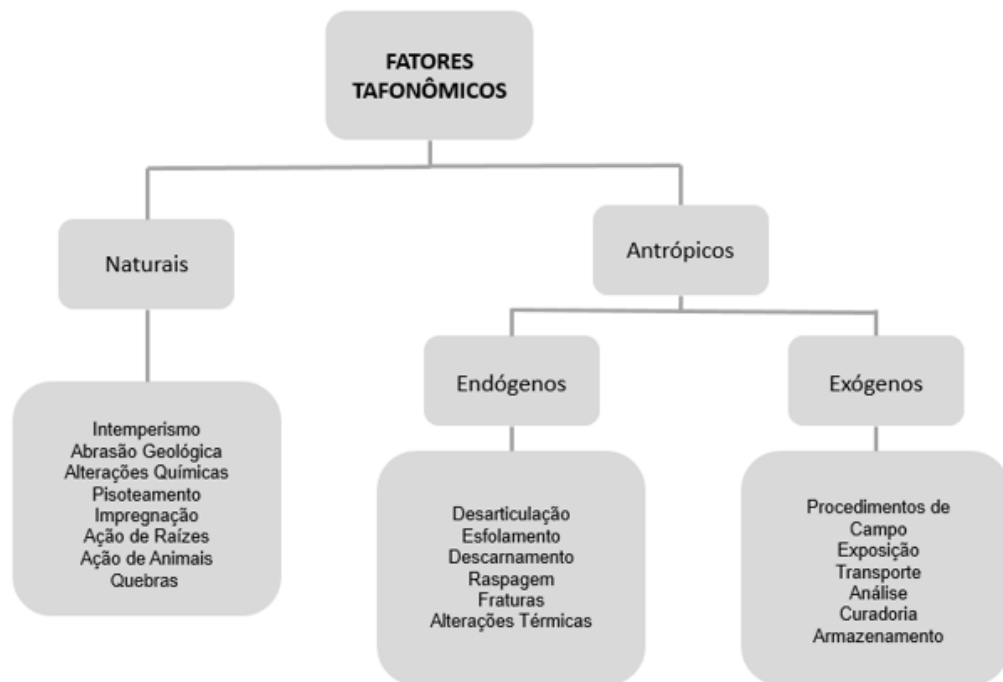 FATORES
TAFONÔMICOS
Naturais
Antrópicos
Endógenos
Exógenos
Intemperismo
Abrasão Geológica
Alterações Químicas
Pisoteamento
Impregnação
Ação de Raízes
Ação de Animais
Quebras
Desarticulação
Esfolamento
Descarnamento
Raspagem
Fraturas
Alterações Térmicas
Procedimentos de
Campo
Exposição
Transporte
Análise
Curadoria
Armazenamento